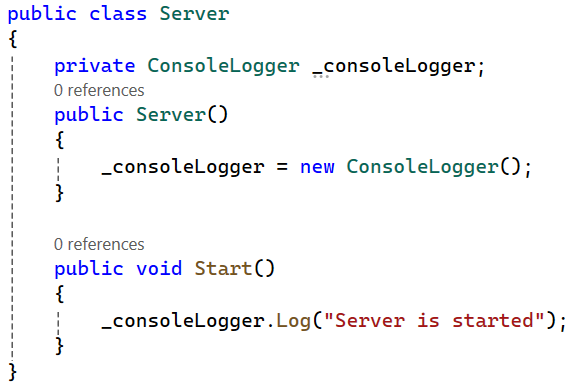 public class Server
{
    private ConsoleLogger _consoleLogger;
    0 references
    public Server()
    {
        _consoleLogger = new ConsoleLogger();
    }
    0 references
    public void Start()
    {
        _consoleLogger.Log("Server is started");
    }
}